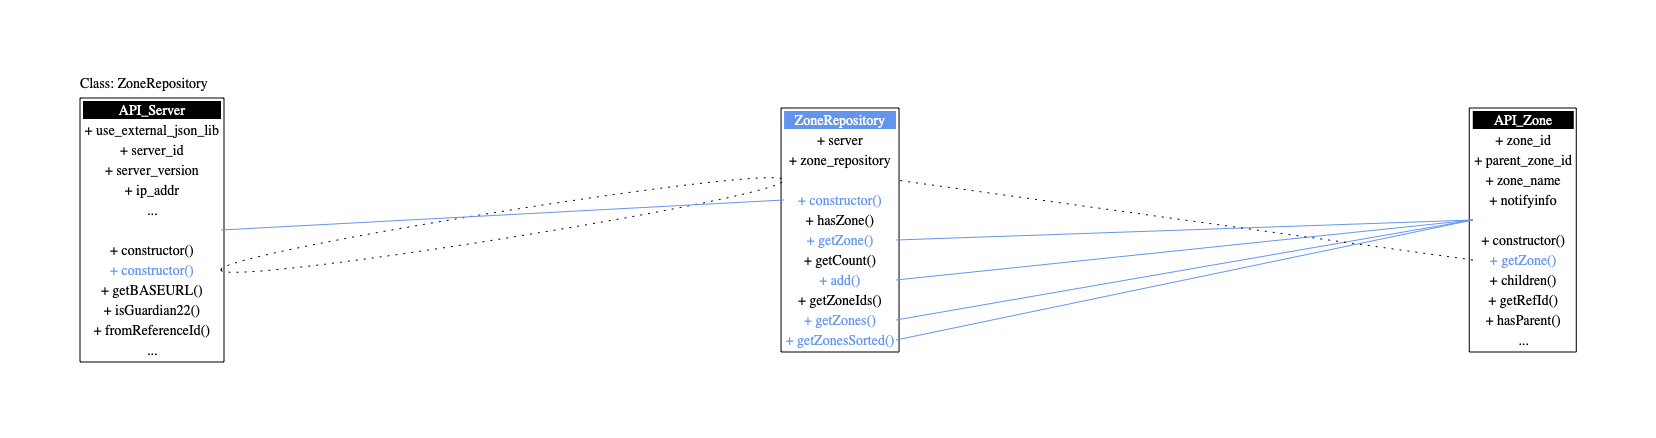 Class: ZoneRepository
API_Server
+ use_external_json_lib
+ server_id
+ server_version
+ ip_addr
...
+ constructor()
+ constructor()
+ getBASEURL()
+ isGuardian22()
+ fromReferenceId()
...
ZoneRepository
+ server
+ zone_repository
+ constructor()
+ hasZone()
+ getZone()
+ getCount()
+ add()
+ getZoneIds()
+ getZones()
+ getZonesSorted()
API_Zone
+ zone_id
+ parent_zone_id
+ zone_name
+ notifyinfo
+ constructor()
+ getZone()
+ children()
+ getRefId()
+ hasParent()
...